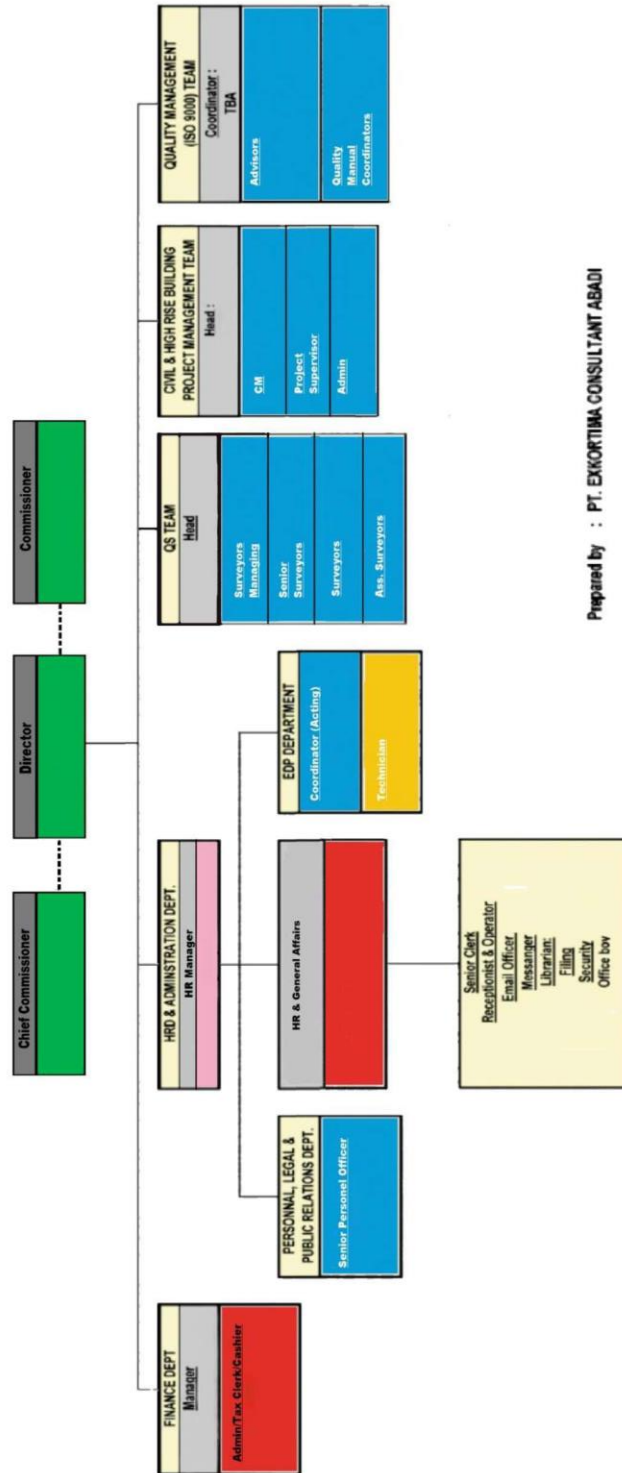 Chief Commissioner
Director
Commissioner
FINANCE DEPT
Manager
Admin/Tax Clerk/Cashier
HRD & ADMINSTRATION DEPT.
HR Manager
PERSONNAL, LEGAL &
PUBLIC RELATIONS DEPT.
Senior Personel Officer
HR & General Affairs
Senior Clerk
Receptionist & Operator
Email Officer
Messanger
Librarian:
Filing
Security
Office boy
EDP DEPARTMENT
Coordinator (Acting)
Technician
QS TEAM
Head
Surveyors
Managing
Senior
Surveyors
Surveyors
Ass. Surveyors
CIVIL & HIGH RISE BUILDING
PROJECT MANAGEMENT TEAM
Head :
CM
Project
Supervisor
Admin
QUALITY MANAGEMENT
(ISO 9000) TEAM
Coordinator :
TBA
Advisors
Quality
Manual
Coordinators
Prepared by : PT. EXKORTIMA CONSULTANT ABADI